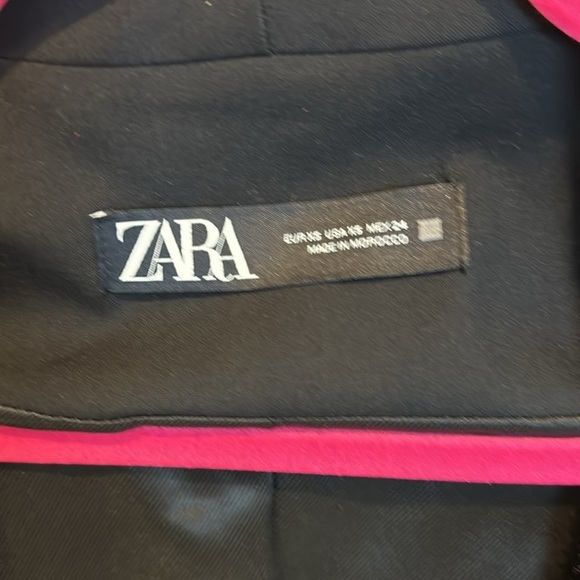 ZARA
EUR XS USA XS MEX 24
MADE IN MOROCCO